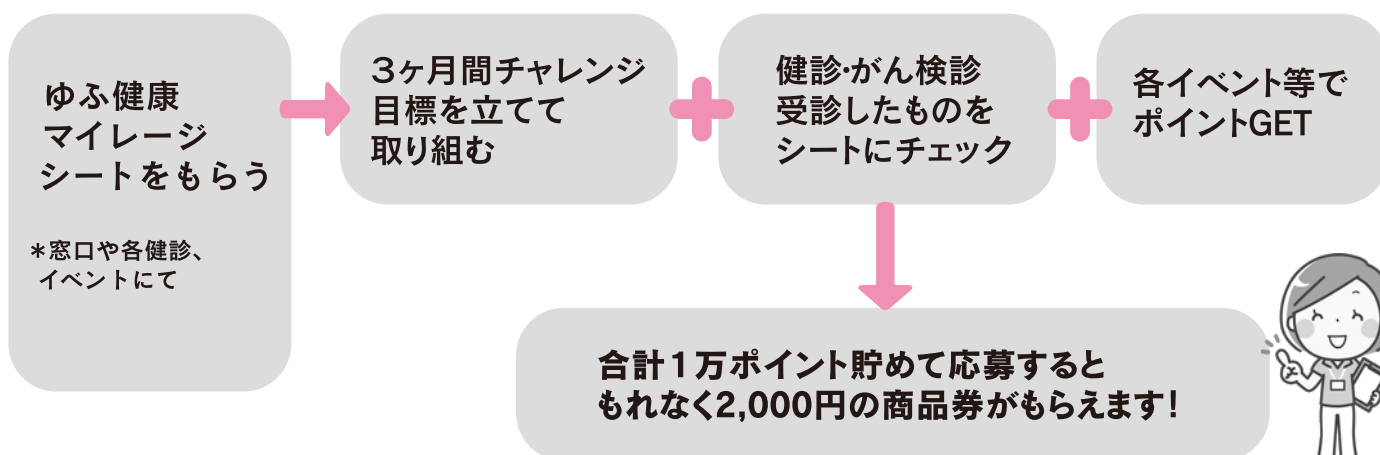 ゆふ健康
マイレージ
シートをもらう
*窓口や各健診、
イベントにて
3ヶ月間チャレンジ
目標を立てて
取り組む
健診・がん検診
受診したものを
シートにチェック
各イベント等で
ポイントGET
合計1万ポイント貯めて応募すると
もれなく2,000円の商品券がもらえます!